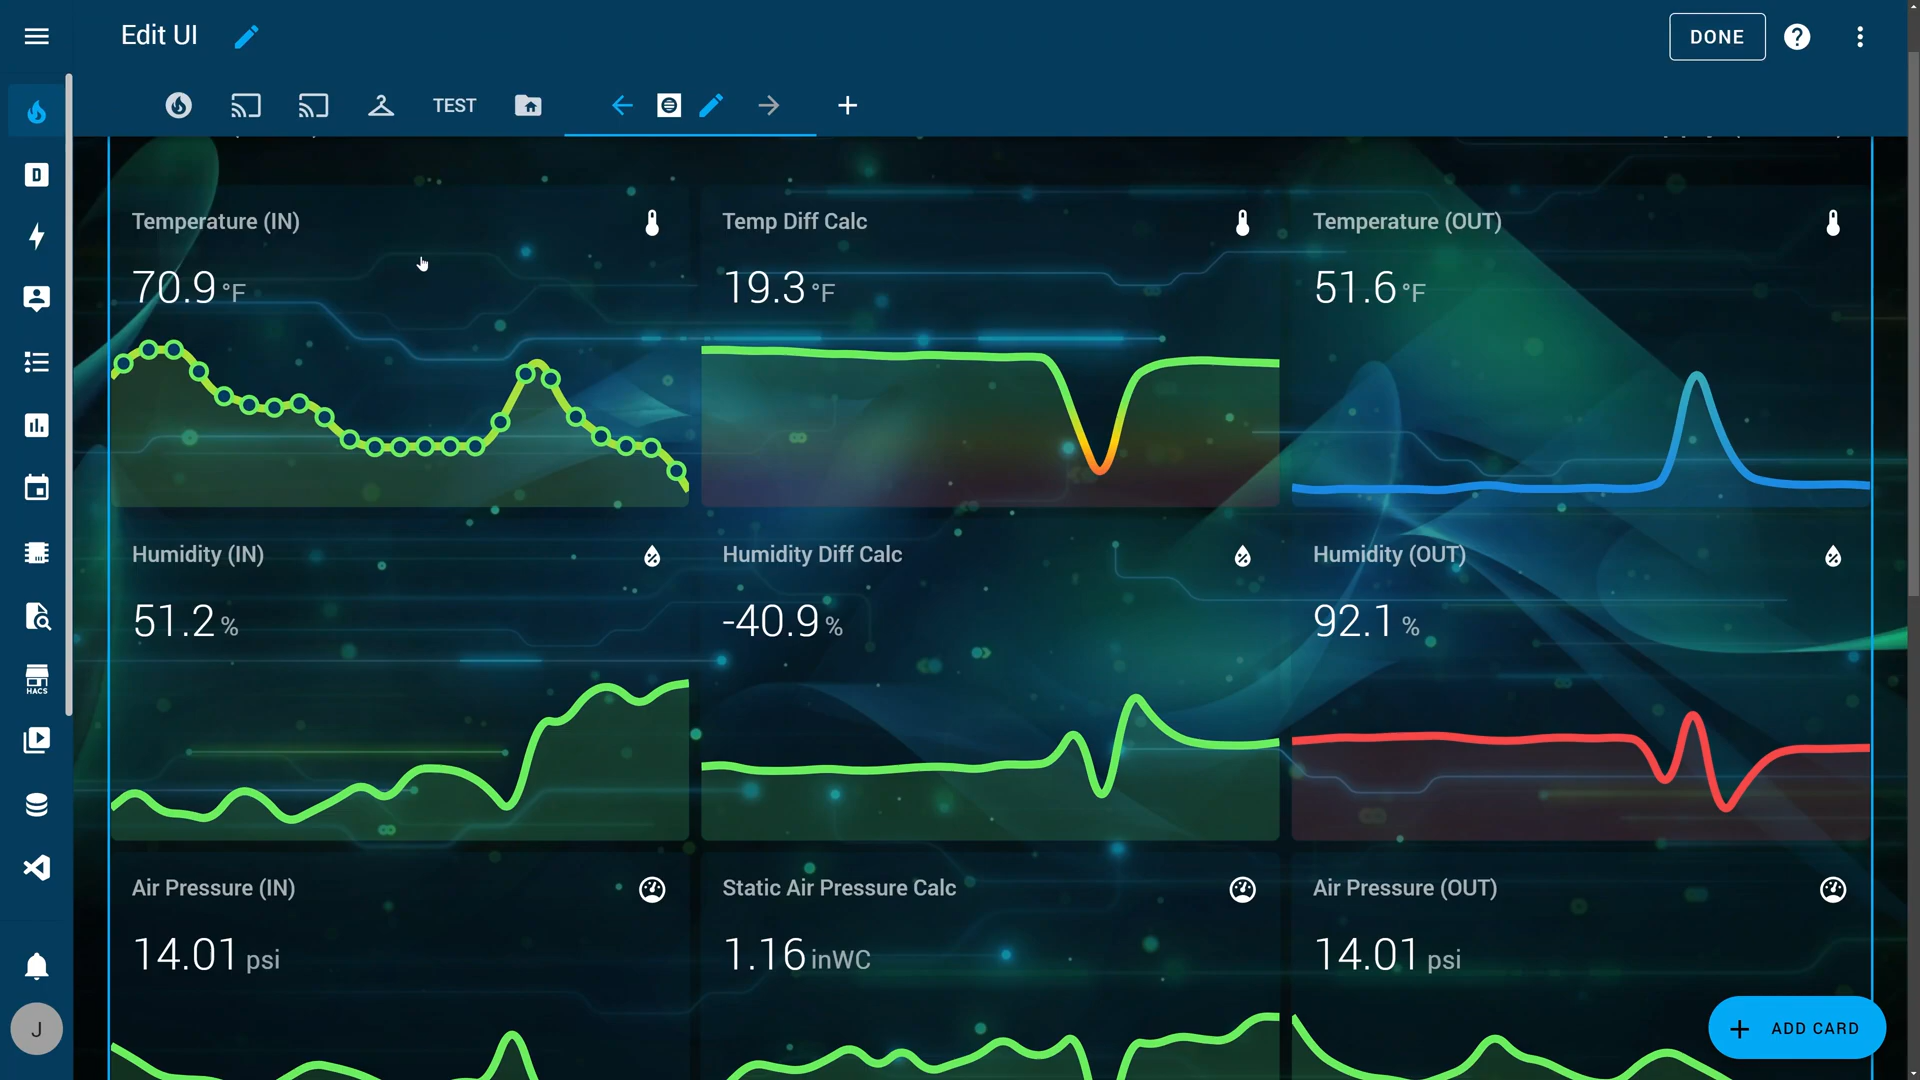 Edit UI
DONE
TEST
D
Temperature (IN)
70.9 °F
Temp Diff Calc
19.3 °F
Temperature (OUT)
51.6 °F
Humidity (IN)
51.2 %
Humidity Diff Calc
-40.9 %
Humidity (OUT)
92.1 %
HACS
Air Pressure (IN)
14.01 psi
Static Air Pressure Calc
1.16 inWC
Air Pressure (OUT)
14.01 psi
J
ADD CARD